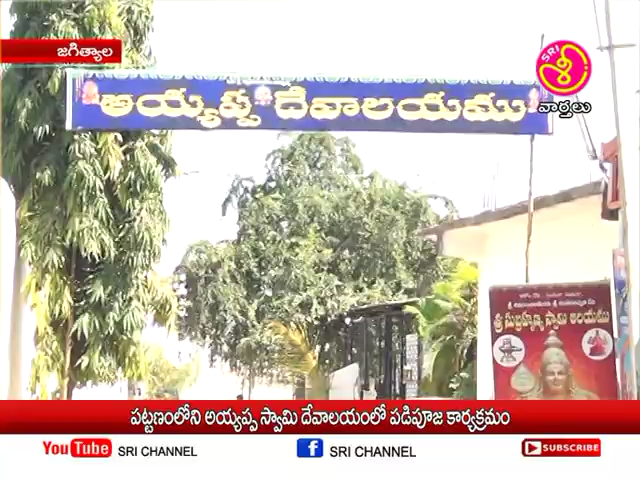 జగిత్యాల
SRI
శ్రీ
వార్తలు
అయ్యప్ప దేవాలయము
శ్రీ సుబ్రహ్మణ్య స్వామి ఆలయము
పట్టణంలోని అయ్యప్ప స్వామి దేవాలయంలో పడిపూజ కార్యక్రమం
YouTube SRI CHANNEL
f SRI CHANNEL
SUBSCRIBE